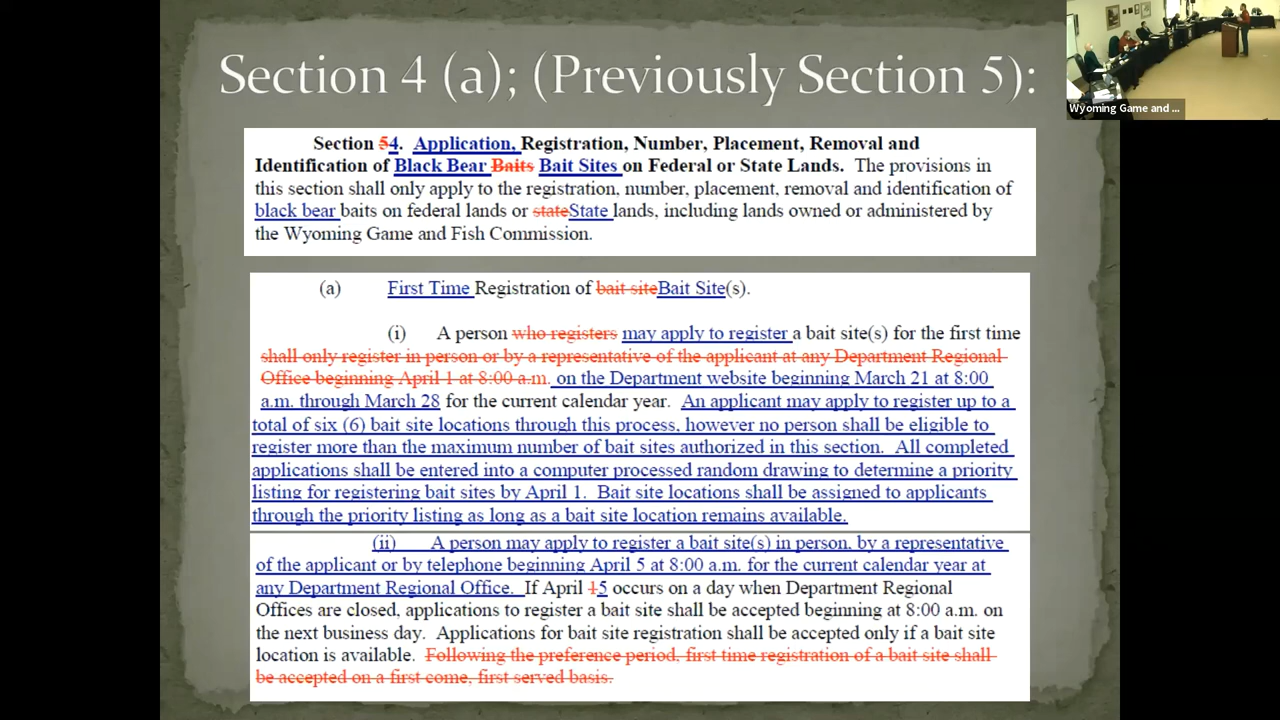 Section 4 (a); (Previously Section 5):
Wyoming Game and ...
Section 54. Application, Registration, Number, Placement, Removal and
Identification of Black Bear Baits Bait Sites on Federal or State Lands. The provisions in
this section shall only apply to the registration, number, placement, removal and identification of
black bear baits on federal lands or stateState lands, including lands owned or administered by
the Wyoming Game and Fish Commission.
(a) First Time Registration of bait siteBait Site(s).
(i) A person who registers may apply to register a bait site(s) for the first time
shall only register in person or by a representative of the applicant at any Department Regional
Office beginning April 1 at 8:00 a.m. on the Department website beginning March 21 at 8:00
a.m. through March 28 for the current calendar year. An applicant may apply to register up to a
total of six (6) bait site locations through this process, however no person shall be eligible to
register more than the maximum number of bait sites authorized in this section. All completed
applications shall be entered into a computer processed random drawing to determine a priority
listing for registering bait sites by April 1. Bait site locations shall be assigned to applicants
through the priority listing as long as a bait site location remains available.
(ii) A person may apply to register a bait site(s) in person, by a representative
of the applicant or by telephone beginning April 5 at 8:00 a.m. for the current calendar year at
any Department Regional Office. If April 15 occurs on a day when Department Regional
Offices are closed, applications to register a bait site shall be accepted beginning at 8:00 a.m. on
the next business day. Applications for bait site registration shall be accepted only if a bait site
location is available. Following the preference period, first time registration of a bait site shall
be accepted on a first come, first served basis.